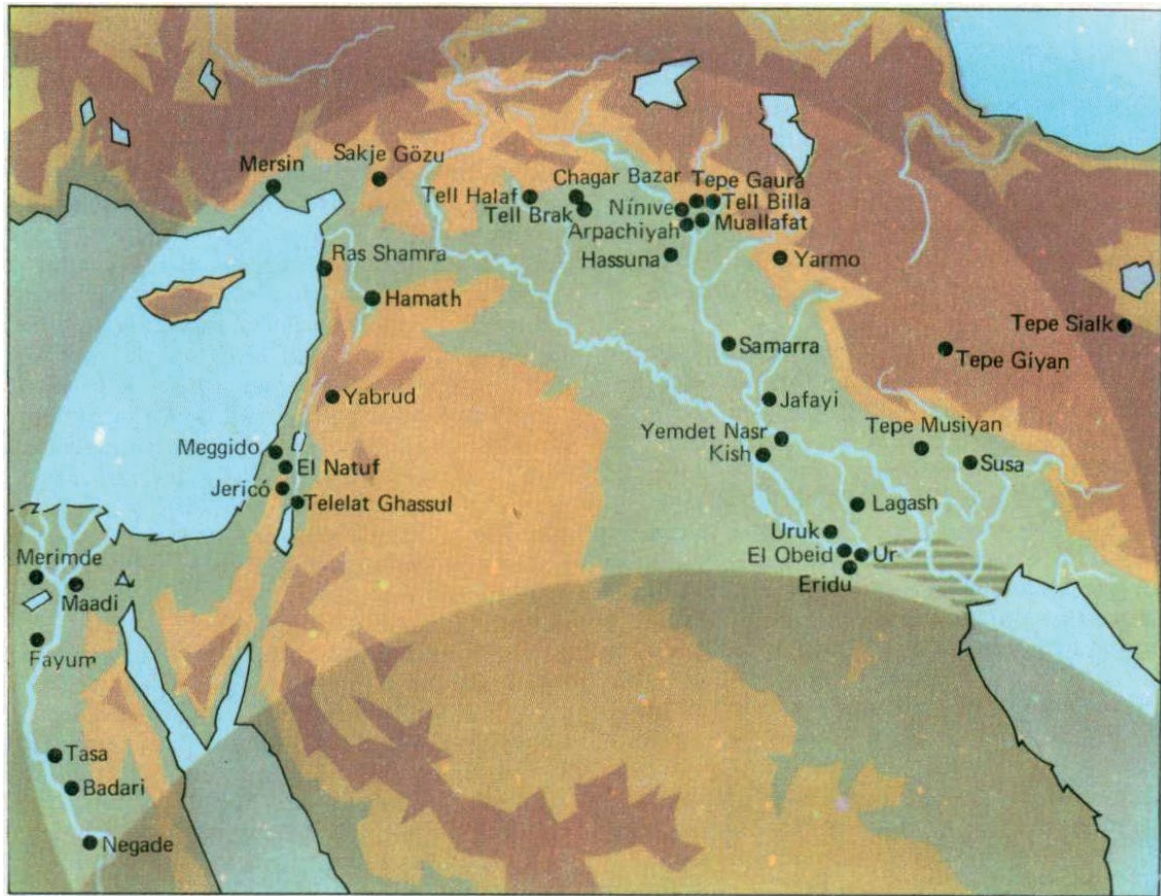 Mersin
Sakje Gözu
Tell Halaf
Chagar Bazar
Tell Brak
Tepe Gaura
Tell Billa
Nínive
Muallafat
Arpachiyah
Hassuna
Yarmo
Ras Shamra
Hamath
Samarra
Tepe Sialk
Tepe Giyan
Yabrud
Jafayi
Meggido
El Natuf
Jericó
Telelat Ghassul
Yemdet Nasr
Kish
Tepe Musiyan
Susa
Lagash
Uruk
El Obeid
Ur
Eridu
Merimde
Maadi
Fayum
Tasa
Badari
Negade